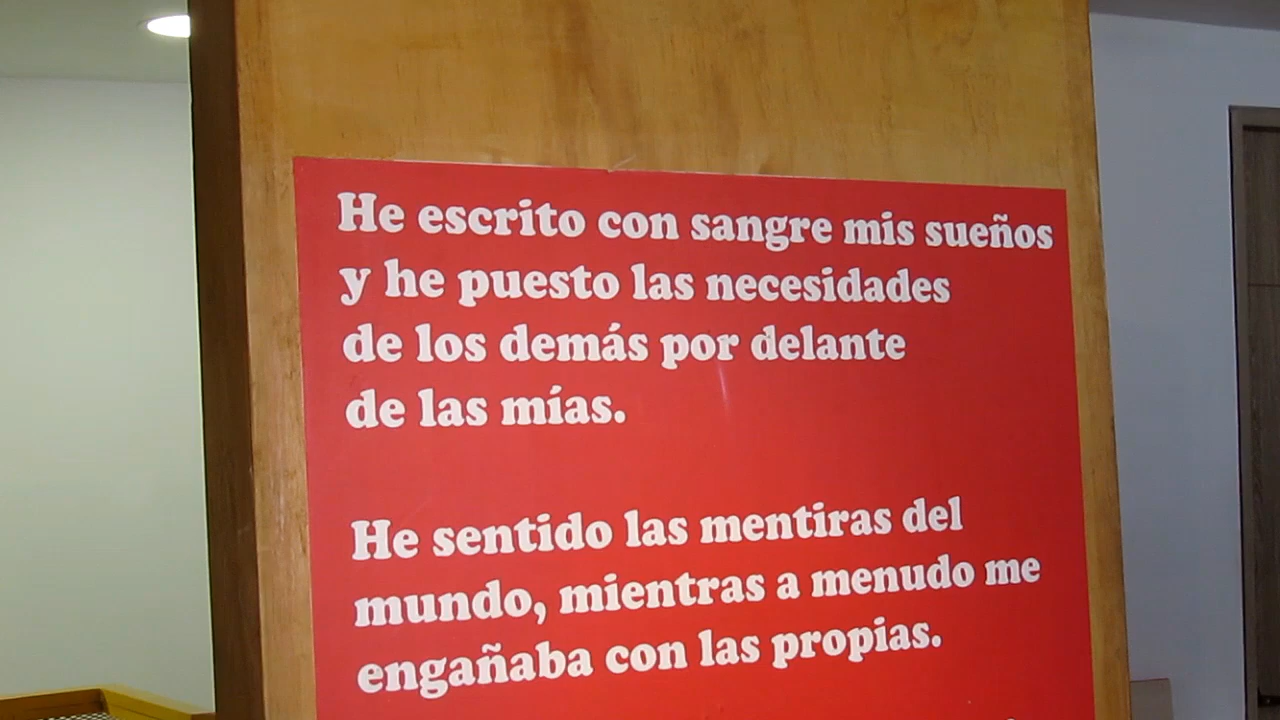 He escrito con sangre mis sueños
y he puesto las necesidades
de los demás por delante
de las mías.
He sentido las mentiras del
mundo, mientras a menudo me
engañaba con las propias.